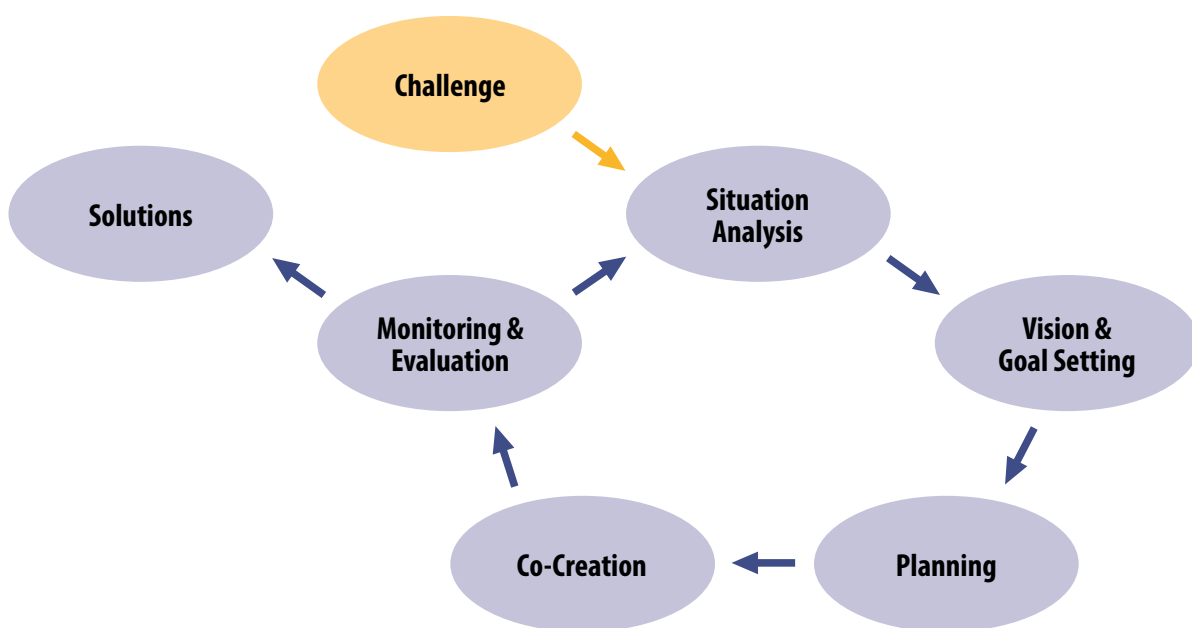 Challenge
Solutions
Situation
Analysis
Monitoring &
Evaluation
Vision &
Goal Setting
Co-Creation
Planning